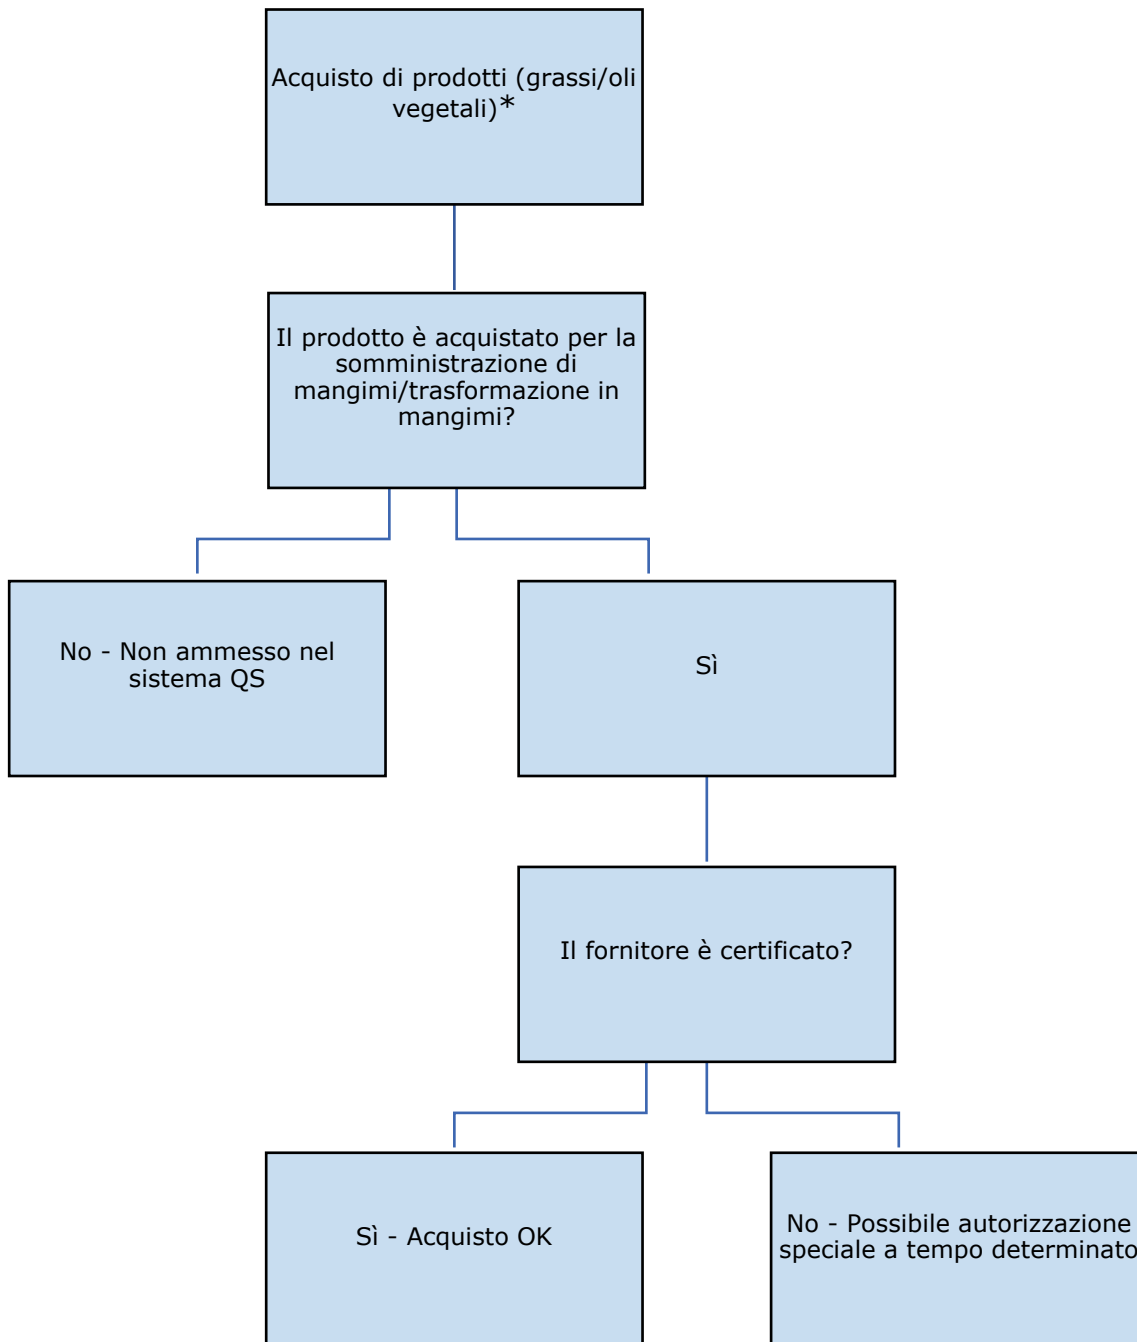 Acquisto di prodotti (grassi/oli
vegetali)*
Il prodotto è acquistato per la
somministrazione di
mangimi/trasformazione in
mangimi?
No - Non ammesso nel
sistema QS
Sì
Il fornitore è certificato?
Sì - Acquisto OK
No - Possibile autorizzazione
speciale a tempo determinato